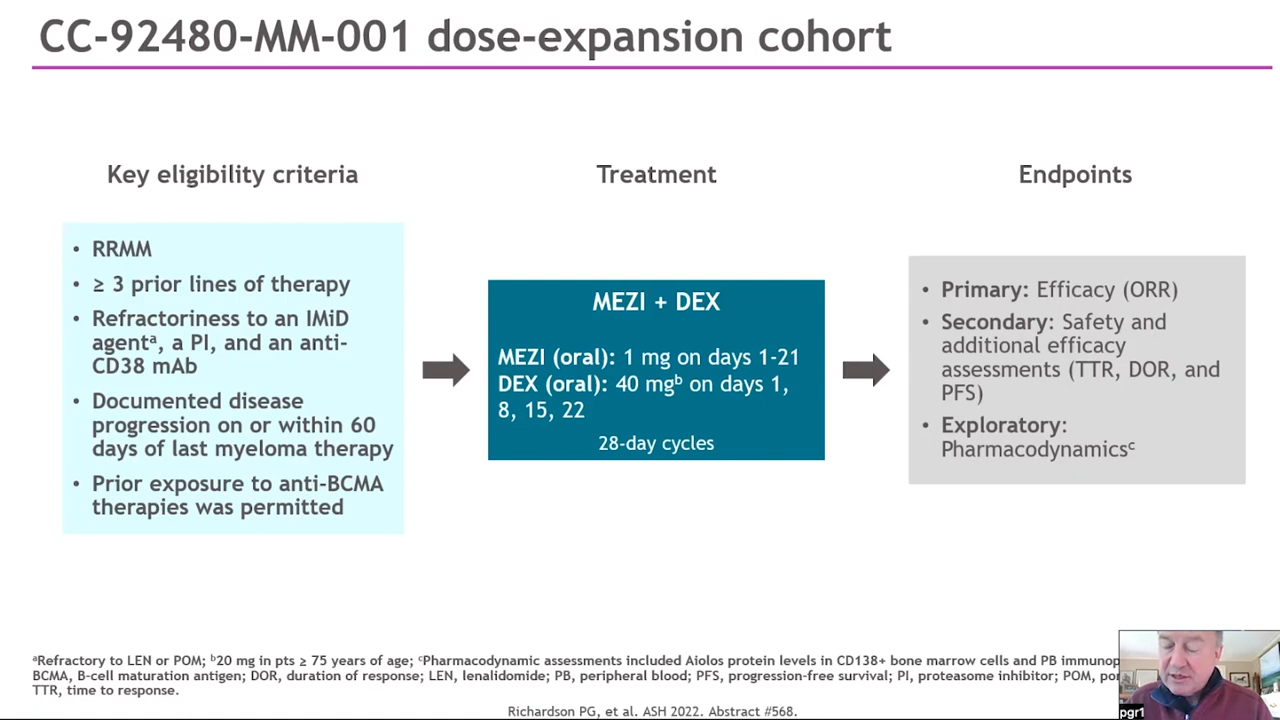 CC-92480-MM-001 dose-expansion cohort
Key eligibility criteria
• RRMM
• ≥ 3 prior lines of therapy
• Refractoriness to an IMiD
agentᵃ, a PI, and an anti-
CD38 mAb
• Documented disease
progression on or within 60
days of last myeloma therapy
• Prior exposure to anti-BCMA
therapies was permitted
Treatment
MEZI + DEX
MEZI (oral): 1 mg on days 1-21
DEX (oral): 40 mgᵇ on days 1,
8, 15, 22
28-day cycles
Endpoints
• Primary: Efficacy (ORR)
• Secondary: Safety and
additional efficacy
assessments (TTR, DOR, and
PFS)
• Exploratory:
Pharmacodynamicsᶜ
ᵃRefractory to LEN or POM; ᵇ20 mg in pts ≥ 75 years of age; ᶜPharmacodynamic assessments included Aiolos protein levels in CD138+ bone marrow cells and PB
BCMA, B-cell maturation antigen; DOR, duration of response; LEN, lenalidomide; PB, peripheral blood; PFS, progression-free survival; PI, proteasome inhibitor; POM,
TTR, time to response.
Richardson PG, et al. ASH 2022. Abstract #568.
pgr1